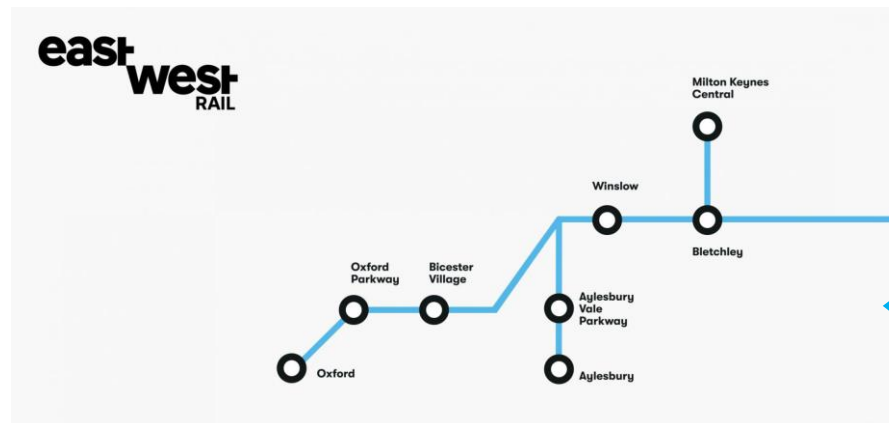 east
west
RAIL
Milton Keynes
Central
Winslow
Bletchley
Oxford
Parkway
Bicester
Village
Aylesbury
Vale
Parkway
Oxford
Aylesbury